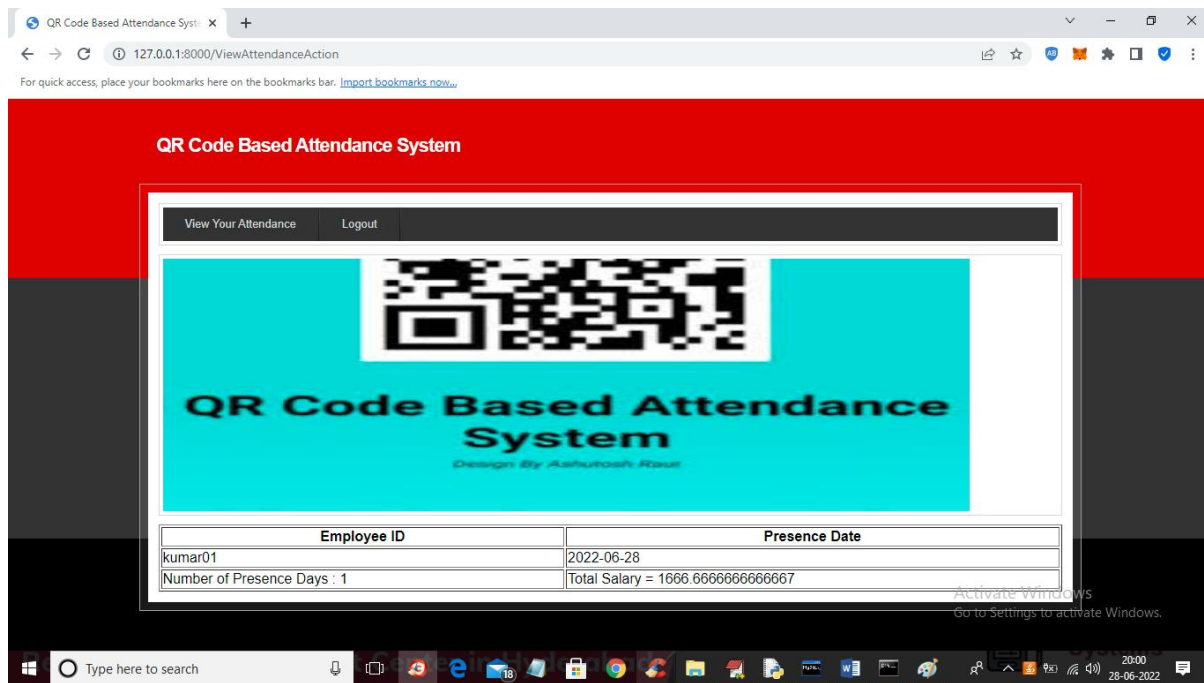 QR Code Based Attendance Syste
127.0.0.1:8000/ViewAttendanceAction
For quick access, place your bookmarks here on the bookmarks bar. Import bookmarks now...
QR Code Based Attendance System
View Your Attendance Logout
QR Code Based Attendance
System
Design By Ashutosh Raut
Employee ID Presence Date
kumar01 2022-06-28
Number of Presence Days : 1 Total Salary = 1666.6666666666667
Activate Windows
Go to Settings to activate Windows.
Type here to search
18
20:00
28-06-2022